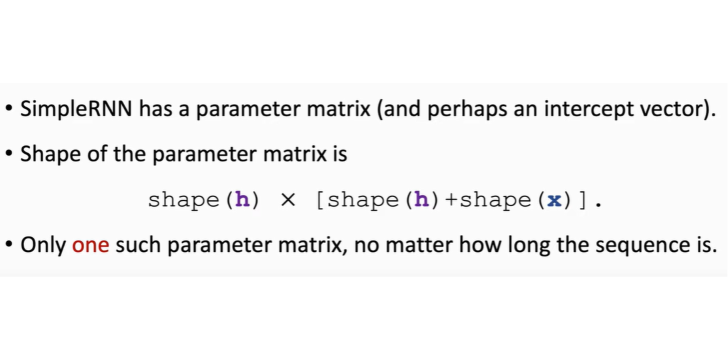 • SimpleRNN has a parameter matrix (and perhaps an intercept vector).
• Shape of the parameter matrix is
shape(h) × [shape(h)+shape(x)].
• Only one such parameter matrix, no matter how long the sequence is.